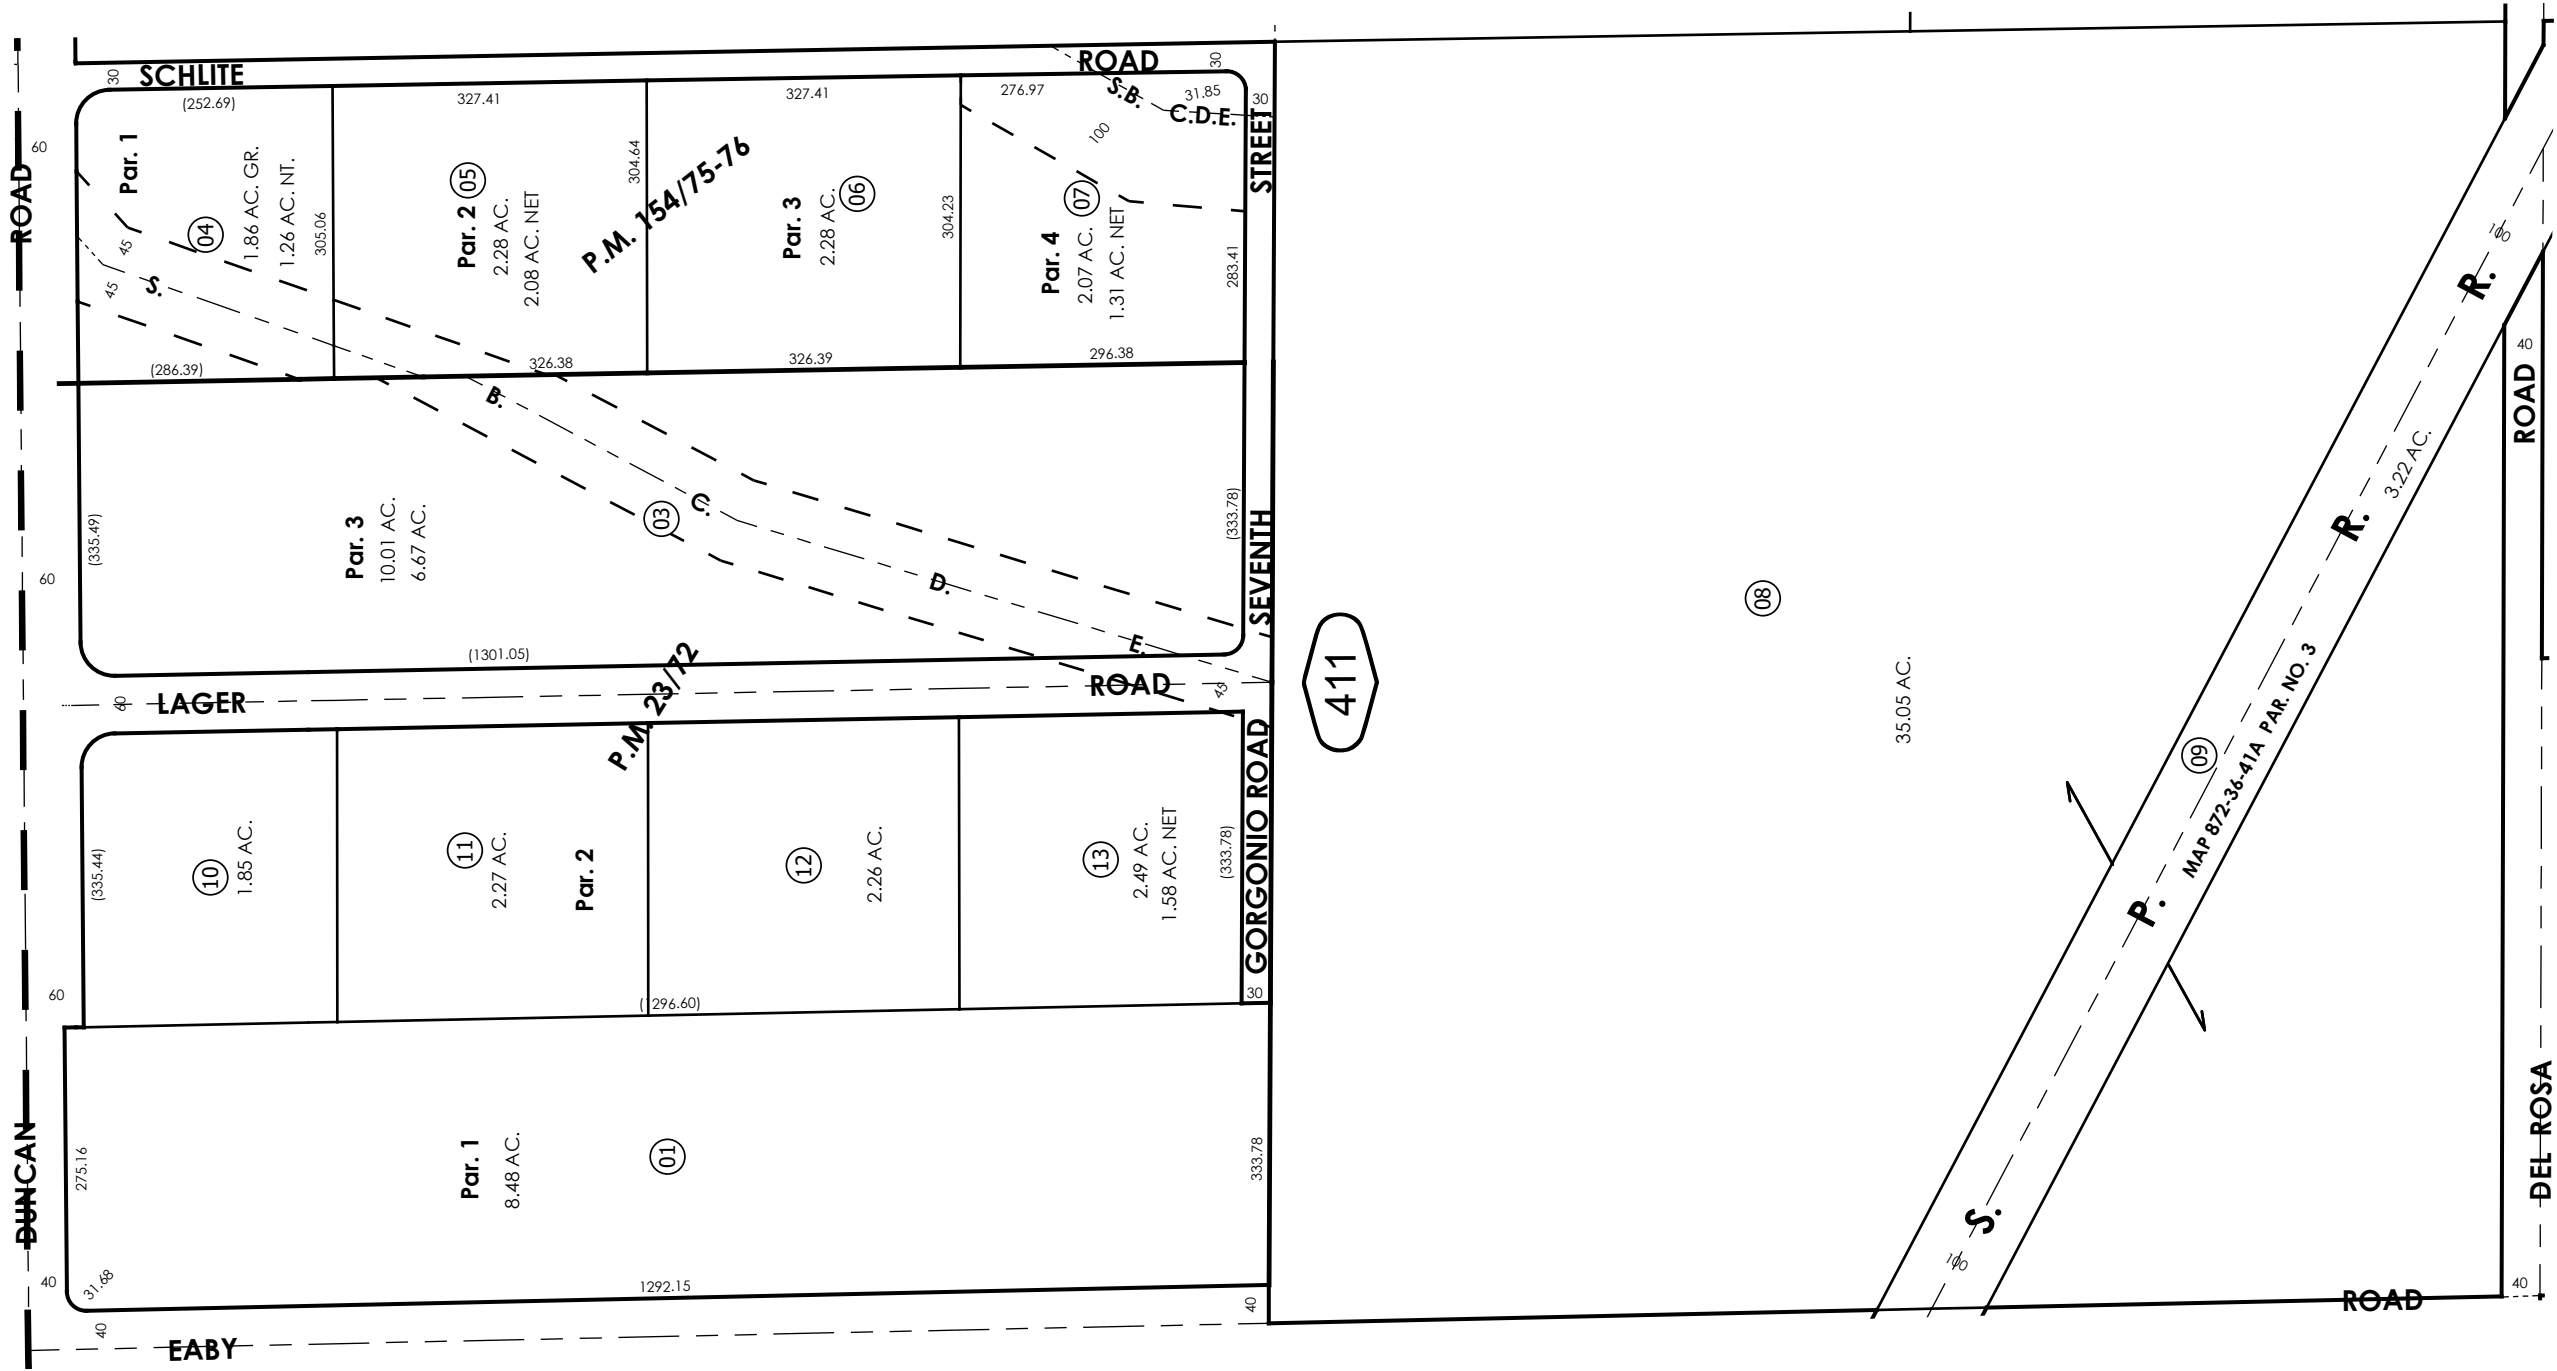 SCHLITE ROAD
30
30
(252.69)
327.41
327.41
276.97
31.85
30
S.B.
C.D.E.
100
ROAD
60
Par. 1
04
1.86 AC. GR.
1.26 AC. NT.
305.06
45
45
(286.39)
Par. 2
05
2.28 AC.
2.08 AC. NET
304.64
326.38
P.M. 154/75-76
Par. 3
2.28 AC.
06
304.23
326.39
Par. 4
07
2.07 AC.
1.31 AC. NET
283.41
296.38
STREET
SEVENTH
S.
B.
C.
D.
E.
(335.49)
60
Par. 3
10.01 AC.
6.67 AC.
03
(333.78)
(1301.05)
60
LAGER ROAD
45
P.M. 23/72
(335.44)
10
1.85 AC.
11
2.27 AC.
Par. 2
12
2.26 AC.
13
2.49 AC.
1.58 AC. NET
(333.78)
GORGONIO ROAD
60
(1296.60)
30
275.16
Par. 1
8.48 AC.
01
333.78
DUNCAN
40
31.68
1292.15
40
40
EABY ROAD
411
08
35.05 AC.
S. P. R. R.
100
100
3.22 AC.
09
MAP 872-36-41A PAR. NO. 3
40
ROAD
DEL ROSA
40